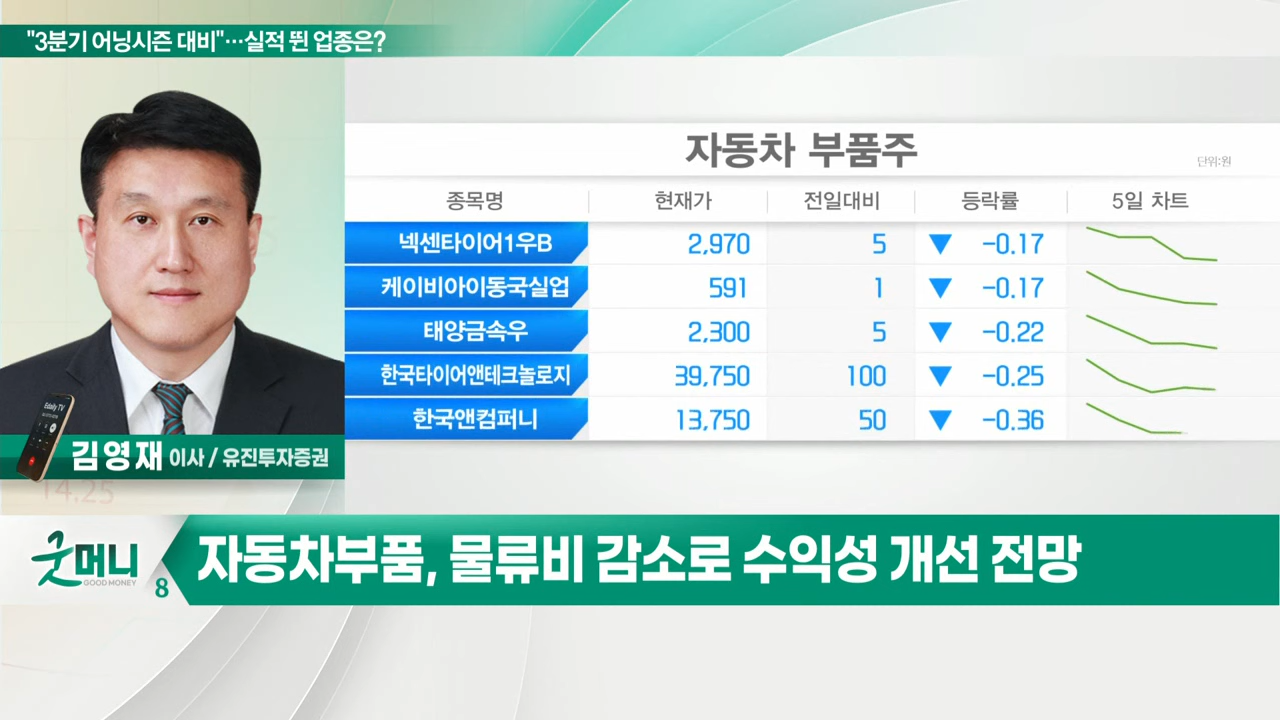 "3분기 어닝시즌 대비"…실적 뛴 업종은?
자동차 부품주
단위:원
종목명 현재가 전일대비 등락률 5일 차트
넥센타이어1우B 2,970 5 ▼ -0.17
케이비아이동국실업 591 1 ▼ -0.17
태양금속우 2,300 5 ▼ -0.22
한국타이어앤테크놀로지 39,750 100 ▼ -0.25
한국앤컴퍼니 13,750 50 ▼ -0.36
Edaily TV
김영재 이사 / 유진투자증권
14.25
굿머니
GOOD MONEY
8
자동차부품, 물류비 감소로 수익성 개선 전망